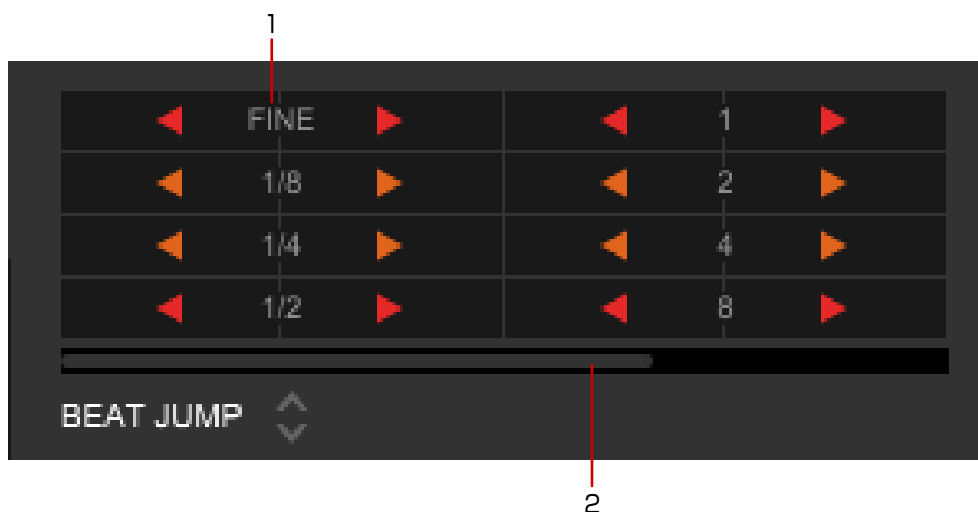 1
FINE 1
1/8 2
1/4 4
1/2 8
BEAT JUMP
2